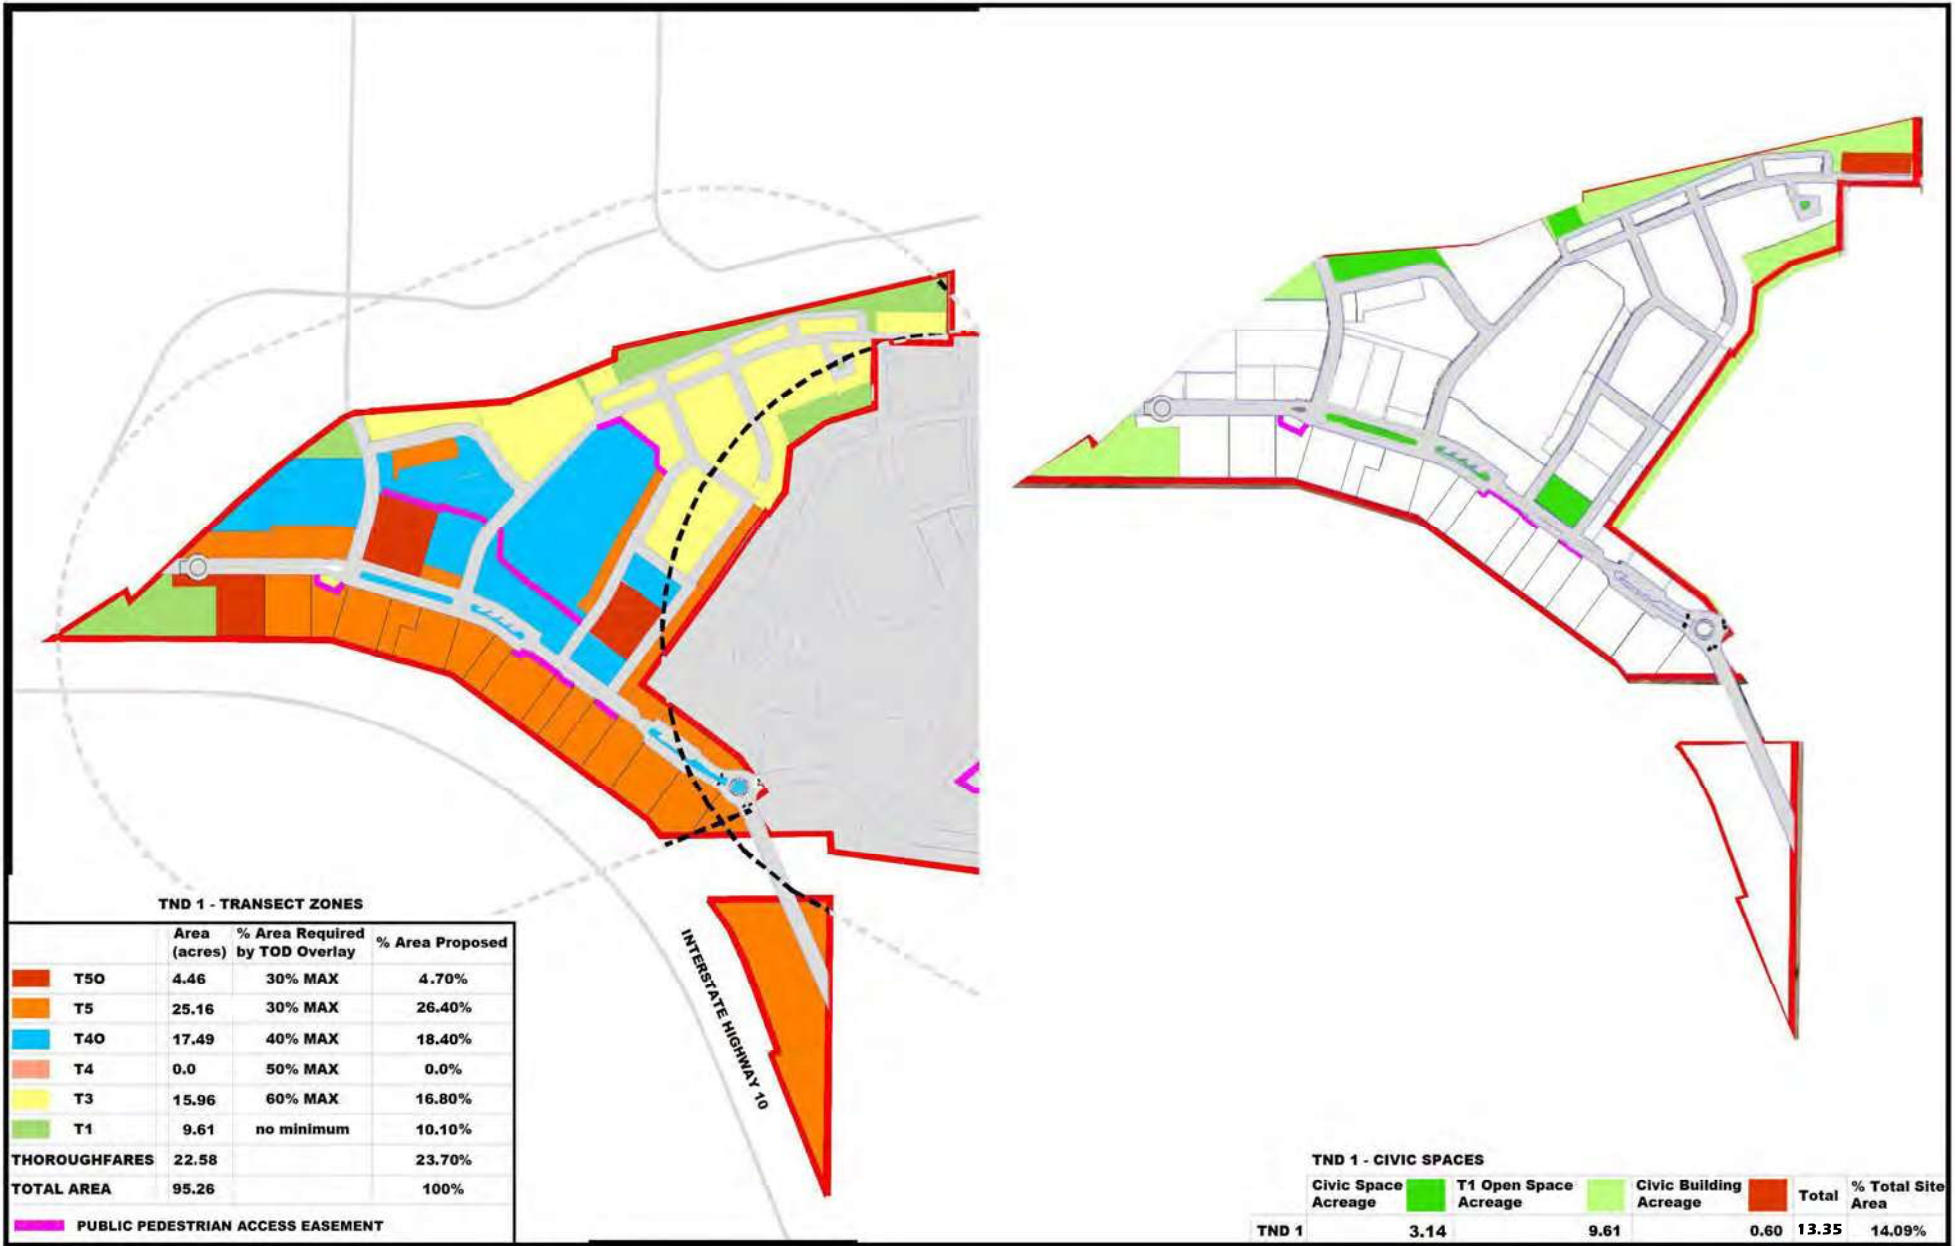 INTERSTATE HIGHWAY 10
TND 1 - TRANSECT ZONES
Area (acres) % Area Required by TOD Overlay % Area Proposed
T5O 4.46 30% MAX 4.70%
T5 25.16 30% MAX 26.40%
T4O 17.49 40% MAX 18.40%
T4 0.0 50% MAX 0.0%
T3 15.96 60% MAX 16.80%
T1 9.61 no minimum 10.10%
THOROUGHFARES 22.58 23.70%
TOTAL AREA 95.26 100%
PUBLIC PEDESTRIAN ACCESS EASEMENT
TND 1 - CIVIC SPACES
Civic Space Acreage T1 Open Space Acreage Civic Building Acreage Total % Total Site Area
TND 1 3.14 9.61 0.60 13.35 14.09%